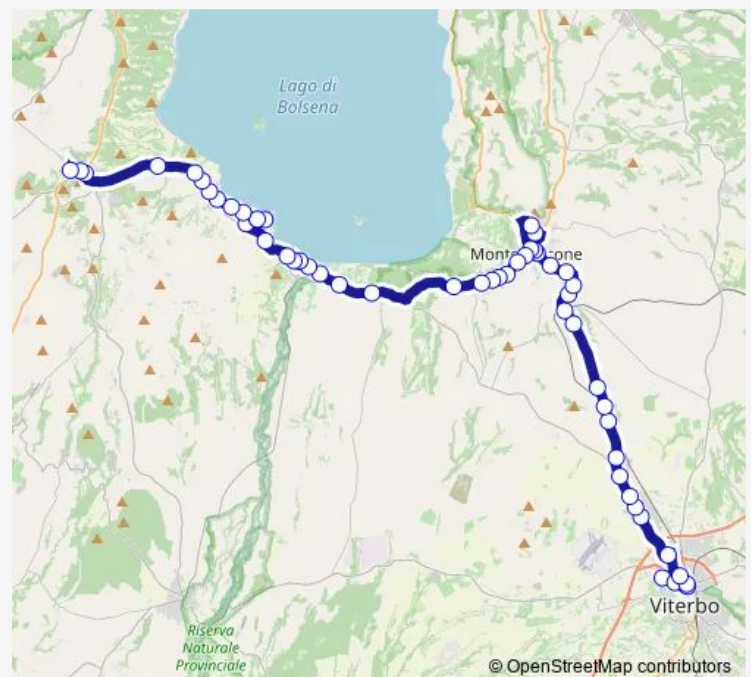 Lago di
Bolsena
Viterbo
Riserva
Naturale
Provinciale
© OpenStreetMap contributors